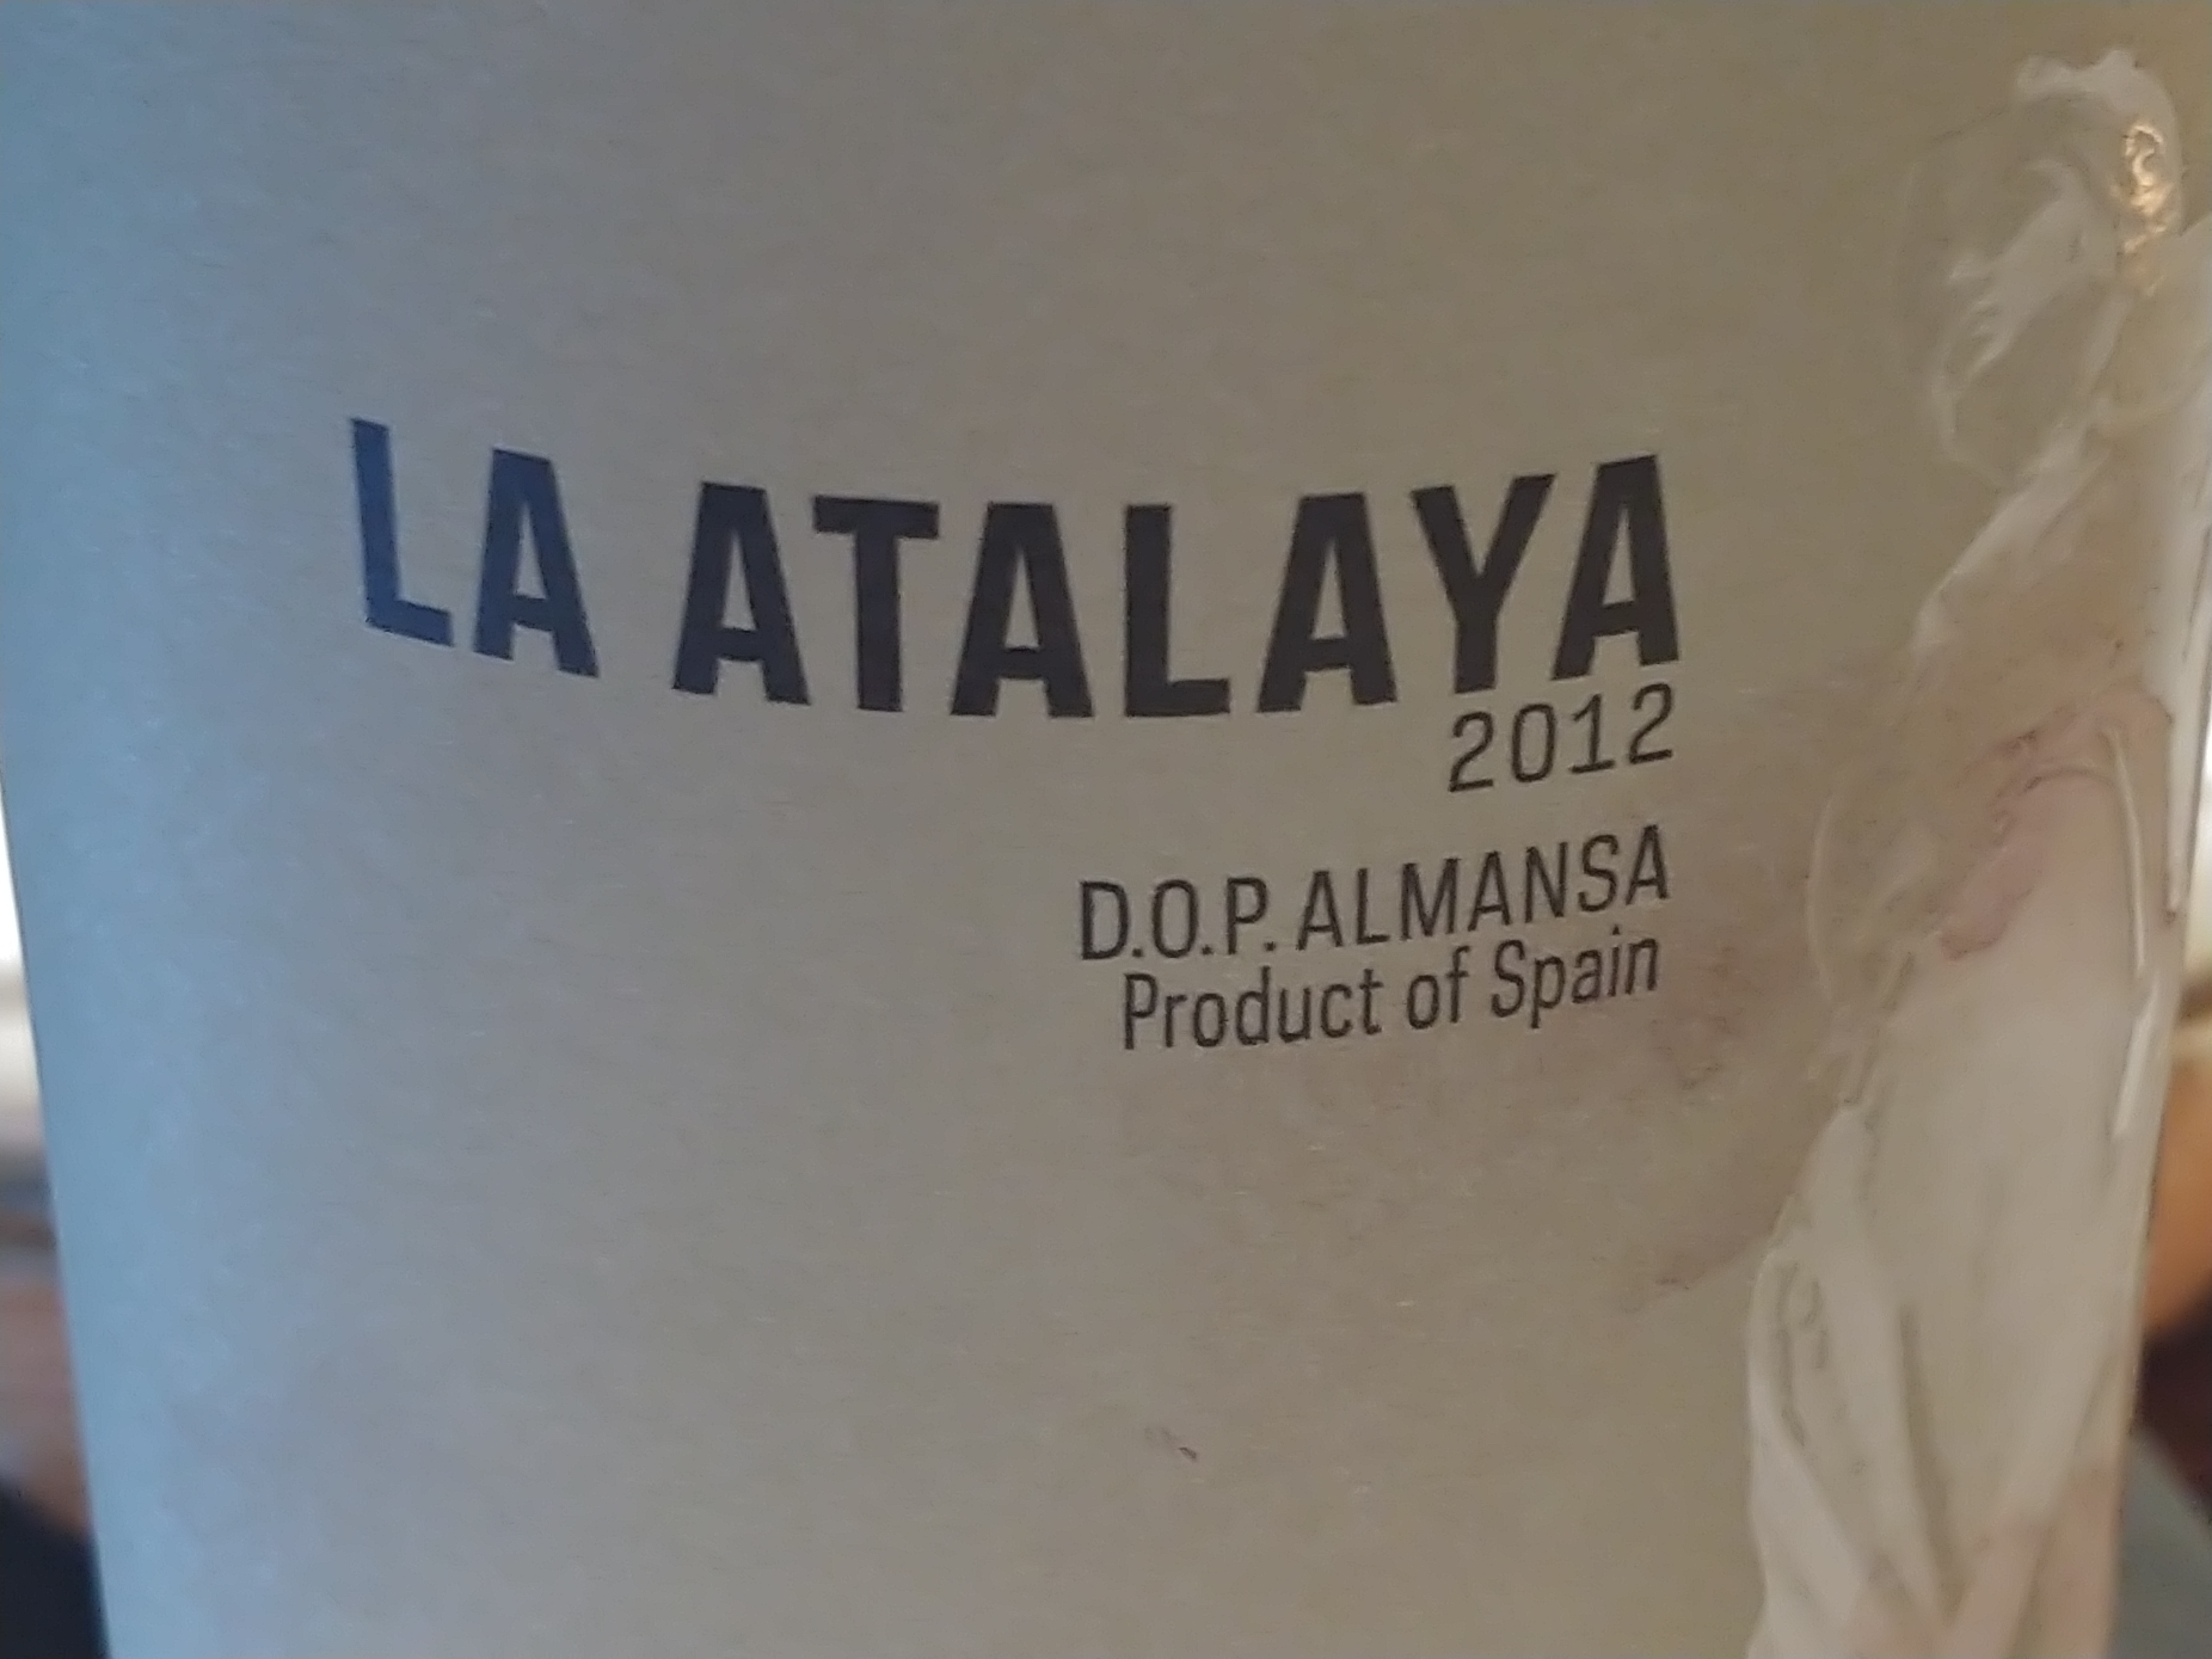 LA ATALAYA
2012
D.O.P. ALMANSA
Product of Spain